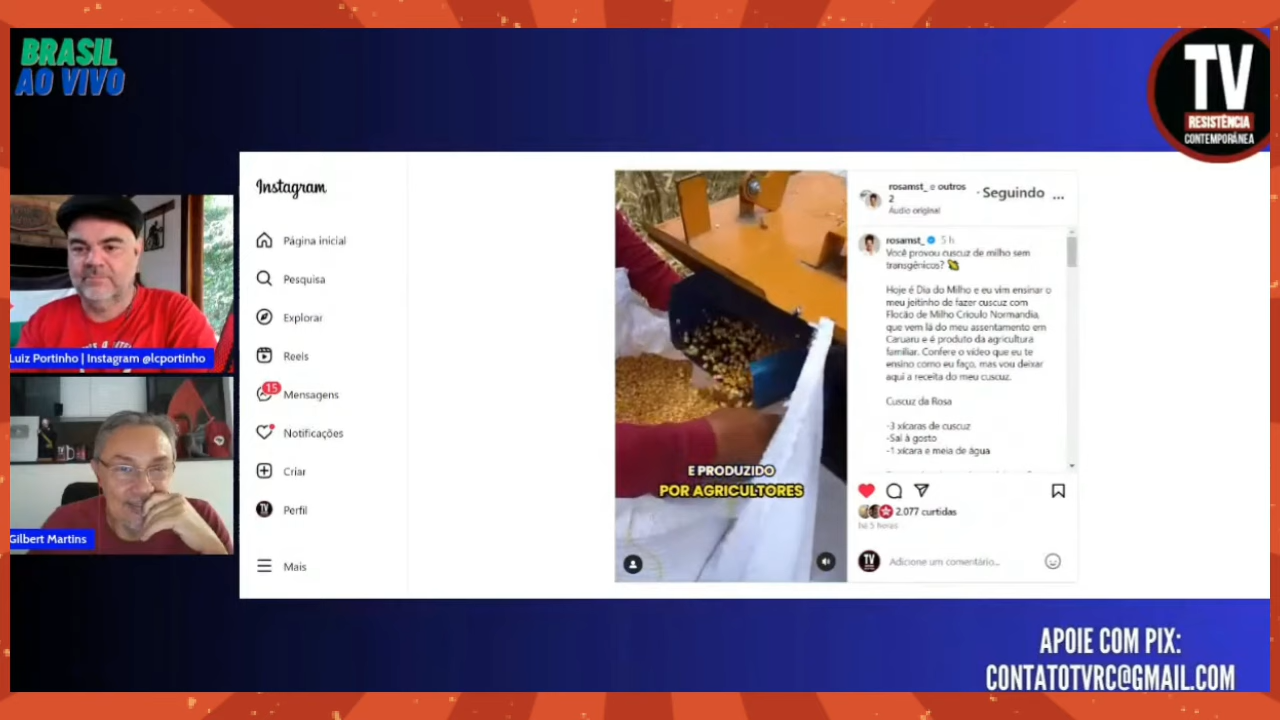 BRASIL
AO VIVO
TV
RESISTÊNCIA
CONTEMPORÂNEA
Luiz Portinho | Instagram @lcportinho
Gilbert Martins
Instagram
Página inicial
Pesquisa
Explorar
Reels
15
Mensagens
Notificações
Criar
TV
Perfil
Mais
E PRODUZIDO
POR AGRICULTORES
rosamst_ e outros
2
· Seguindo ...
Áudio original
rosamst_ 5 h
Você provou cuscuz de milho sem
transgênicos? 🌽
Hoje é Dia do Milho e eu vim ensinar o
meu jeitinho de fazer cuscuz com
Flocão de Milho Crioulo Normandia,
que vem lá do meu assentamento em
Caruaru e é produto da agricultura
familiar. Confere o vídeo que eu te
ensino como eu faço, mas vou deixar
aqui a receita do meu cuscuz.
Cuscuz da Rosa
-3 xícaras de cuscuz
-Sal à gosto
-1 xícara e meia de água
2.077 curtidas
há 5 horas
TV
Adicione um comentário...
APOIE COM PIX:
CONTATOTVRC@GMAIL.COM